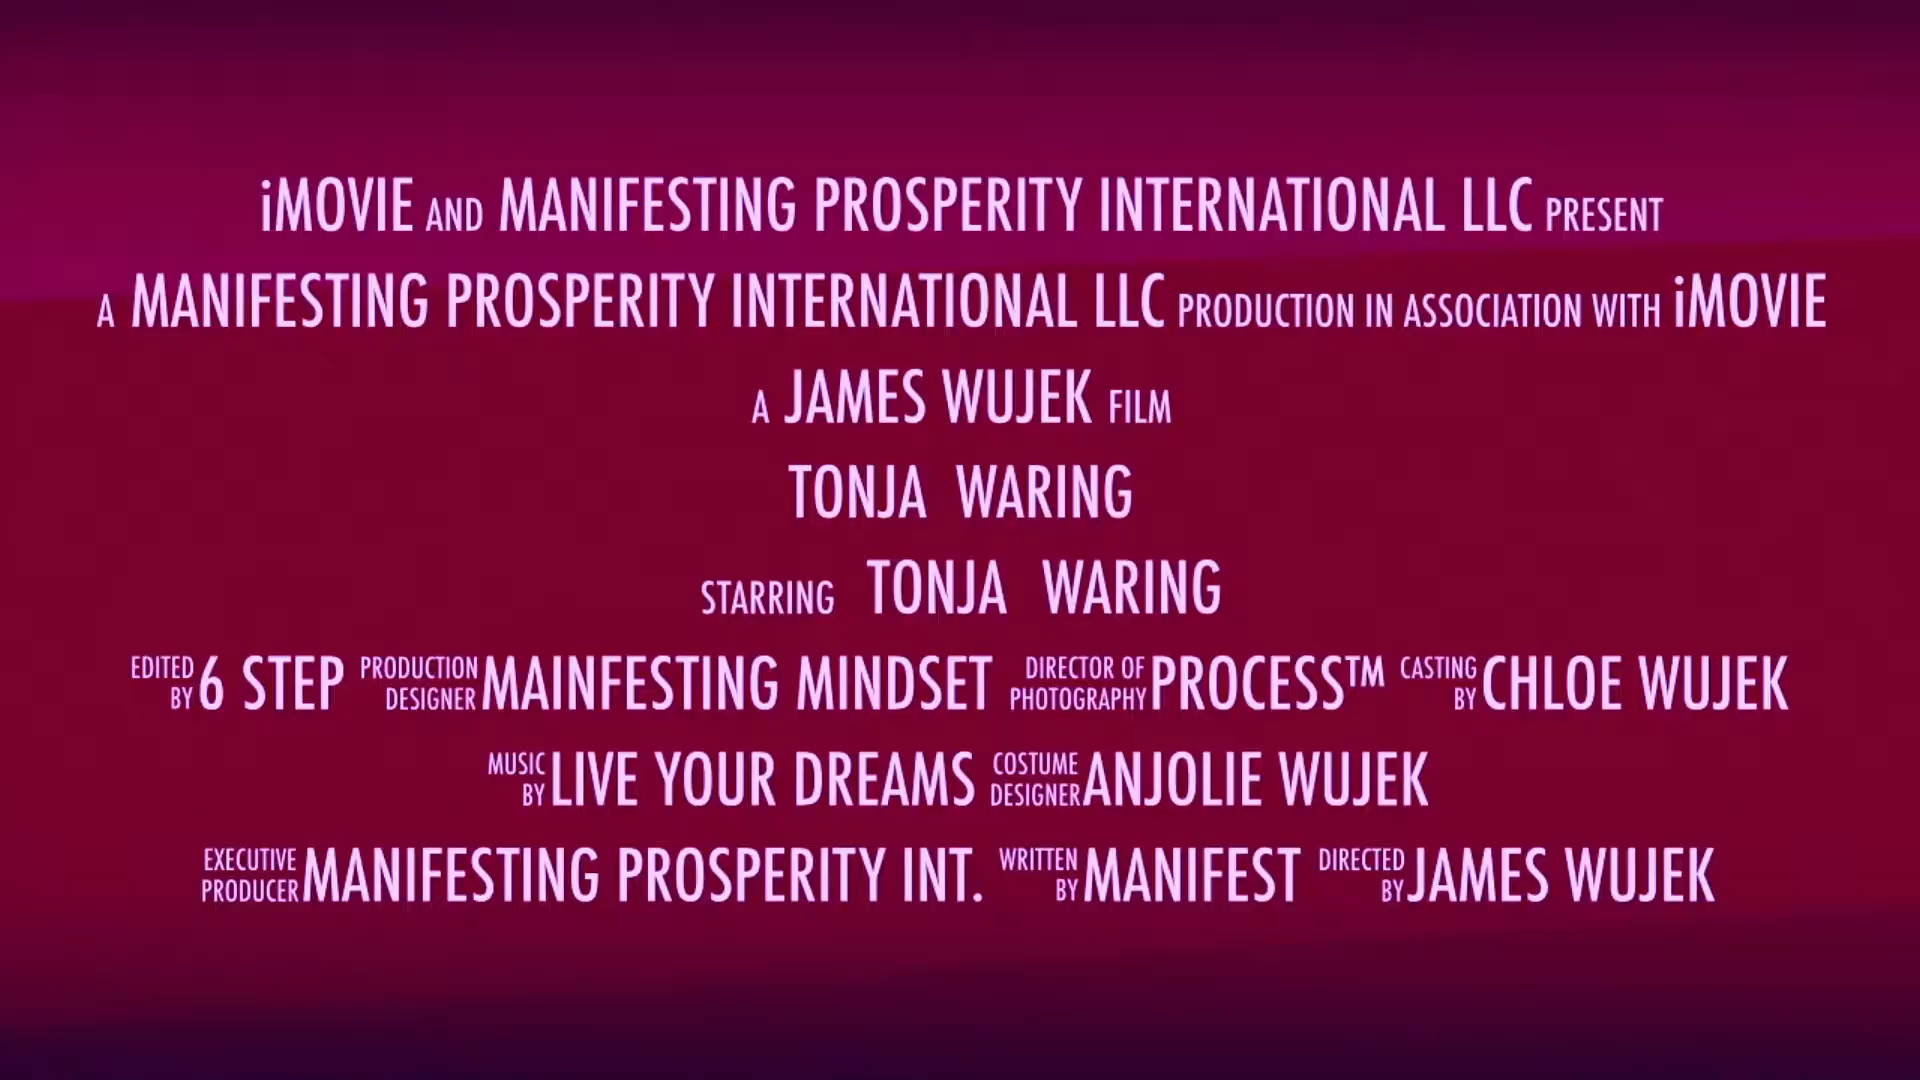 iMOVIE AND MANIFESTING PROSPERITY INTERNATIONAL LLC PRESENT
A MANIFESTING PROSPERITY INTERNATIONAL LLC PRODUCTION IN ASSOCIATION WITH iMOVIE
A JAMES WUJEK FILM
TONJA WARING
STARRING TONJA WARING
EDITED BY 6 STEP PRODUCTION DESIGNER MAINFESTING MINDSET DIRECTOR OF PHOTOGRAPHY PROCESS™ CASTING BY CHLOE WUJEK
MUSIC BY LIVE YOUR DREAMS COSTUME DESIGNER ANJOLIE WUJEK
EXECUTIVE PRODUCER MANIFESTING PROSPERITY INT. WRITTEN BY MANIFEST DIRECTED BY JAMES WUJEK